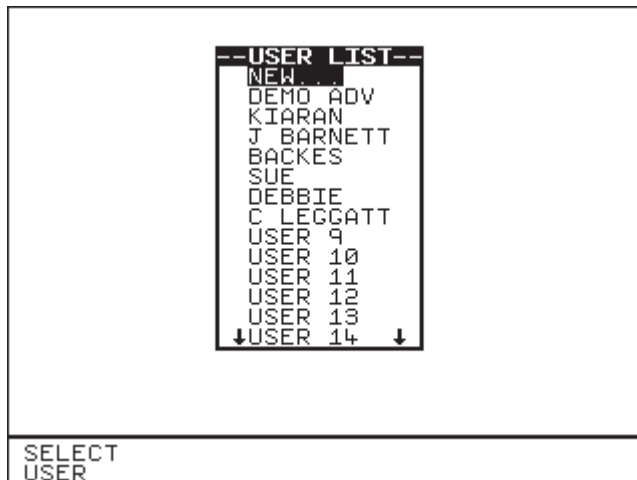 --USER LIST--
NEW...
DEMO ADV
KIARAN
J BARNETT
BACKES
SUE
DEBBIE
C LEGGATT
USER 9
USER 10
USER 11
USER 12
USER 13
↓USER 14 ↓
SELECT
USER